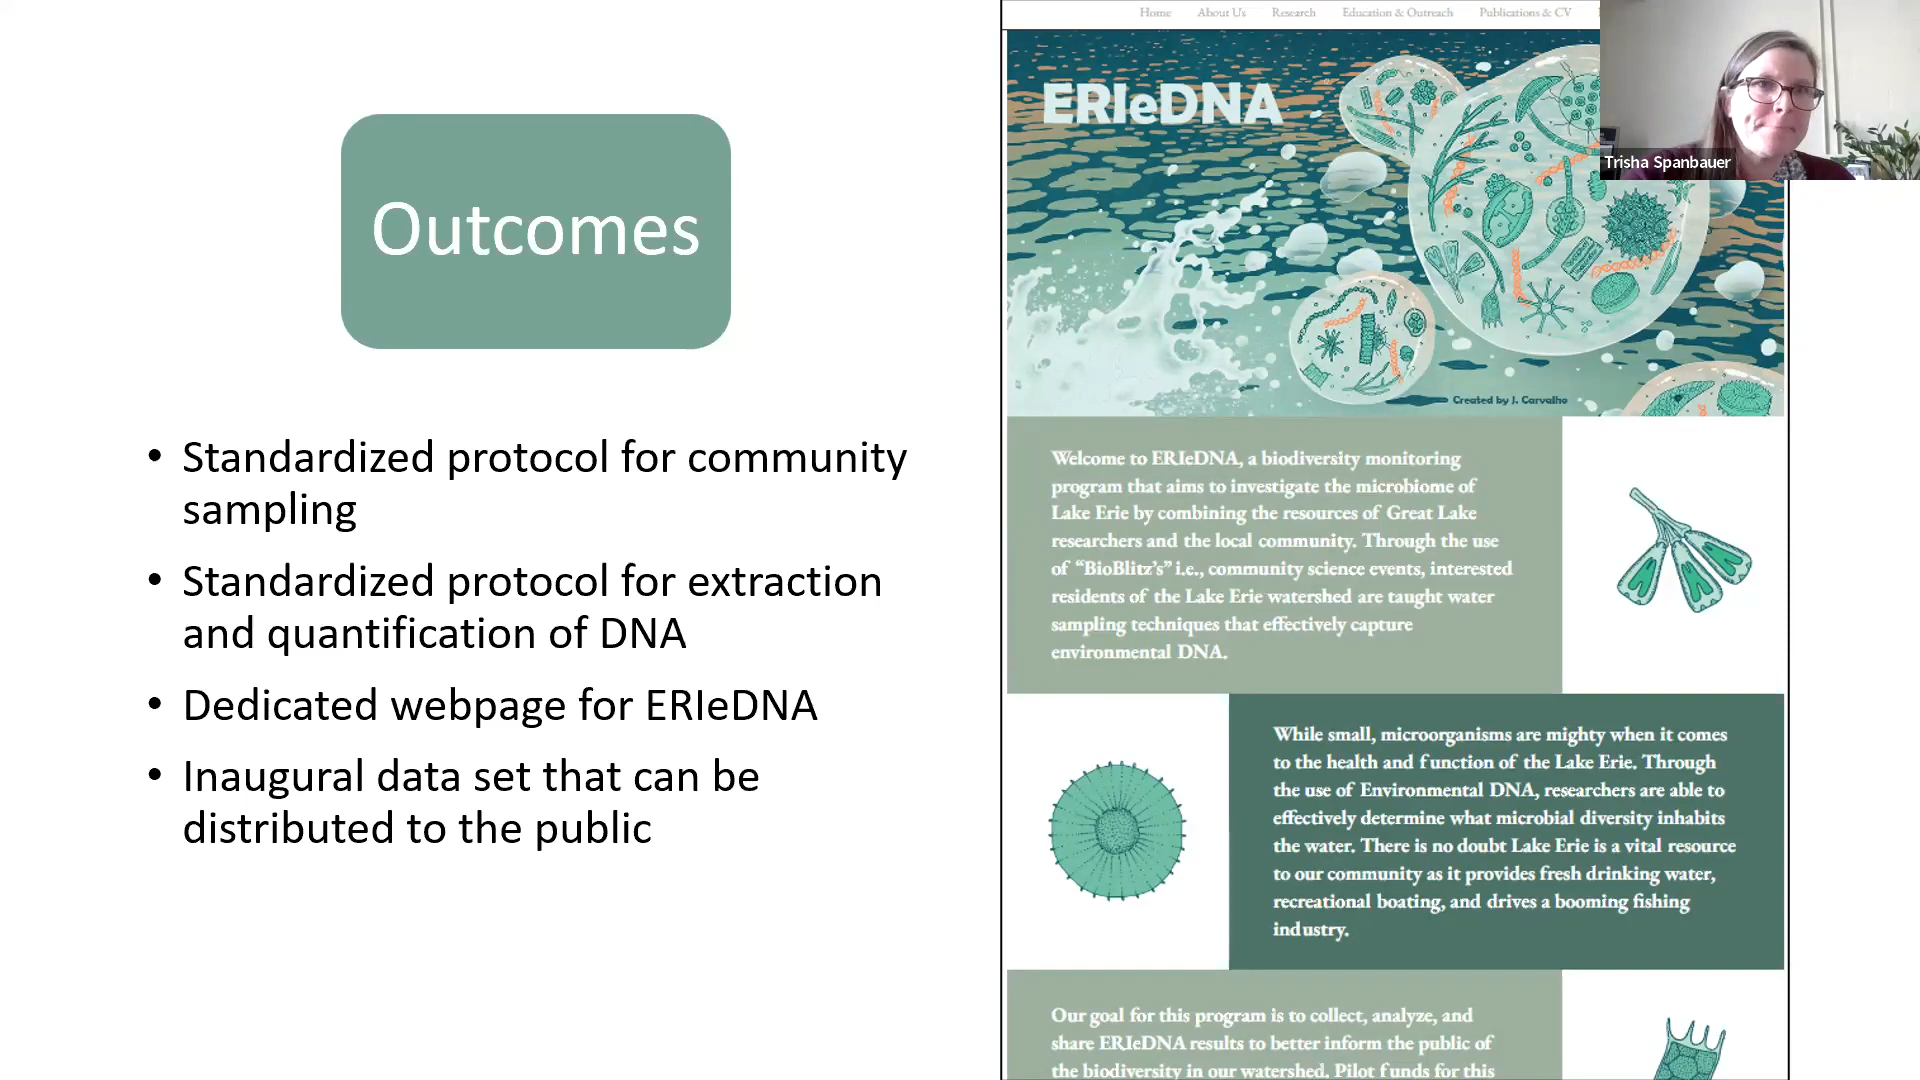 Outcomes
• Standardized protocol for community
sampling
• Standardized protocol for extraction
and quantification of DNA
• Dedicated webpage for ERIeDNA
• Inaugural data set that can be
distributed to the public
Home About Us Research Education & Outreach Publications & CV
ERIeDNA
Created by J. Carvalho
Trisha Spanbauer
Welcome to ERIeDNA, a biodiversity monitoring
program that aims to investigate the microbiome of
Lake Erie by combining the resources of Great Lake
researchers and the local community. Through the use
of “BioBlitz’s” i.e., community science events, interested
residents of the Lake Erie watershed are taught water
sampling techniques that effectively capture
environmental DNA.
While small, microorganisms are mighty when it comes
to the health and function of the Lake Erie. Through
the use of Environmental DNA, researchers are able to
effectively determine what microbial diversity inhabits
the water. There is no doubt Lake Erie is a vital resource
to our community as it provides fresh drinking water,
recreational boating, and drives a booming fishing
industry.
Our goal for this program is to collect, analyze, and
share ERIeDNA results to better inform the public of
the biodiversity in our watershed. Pilot funds for this